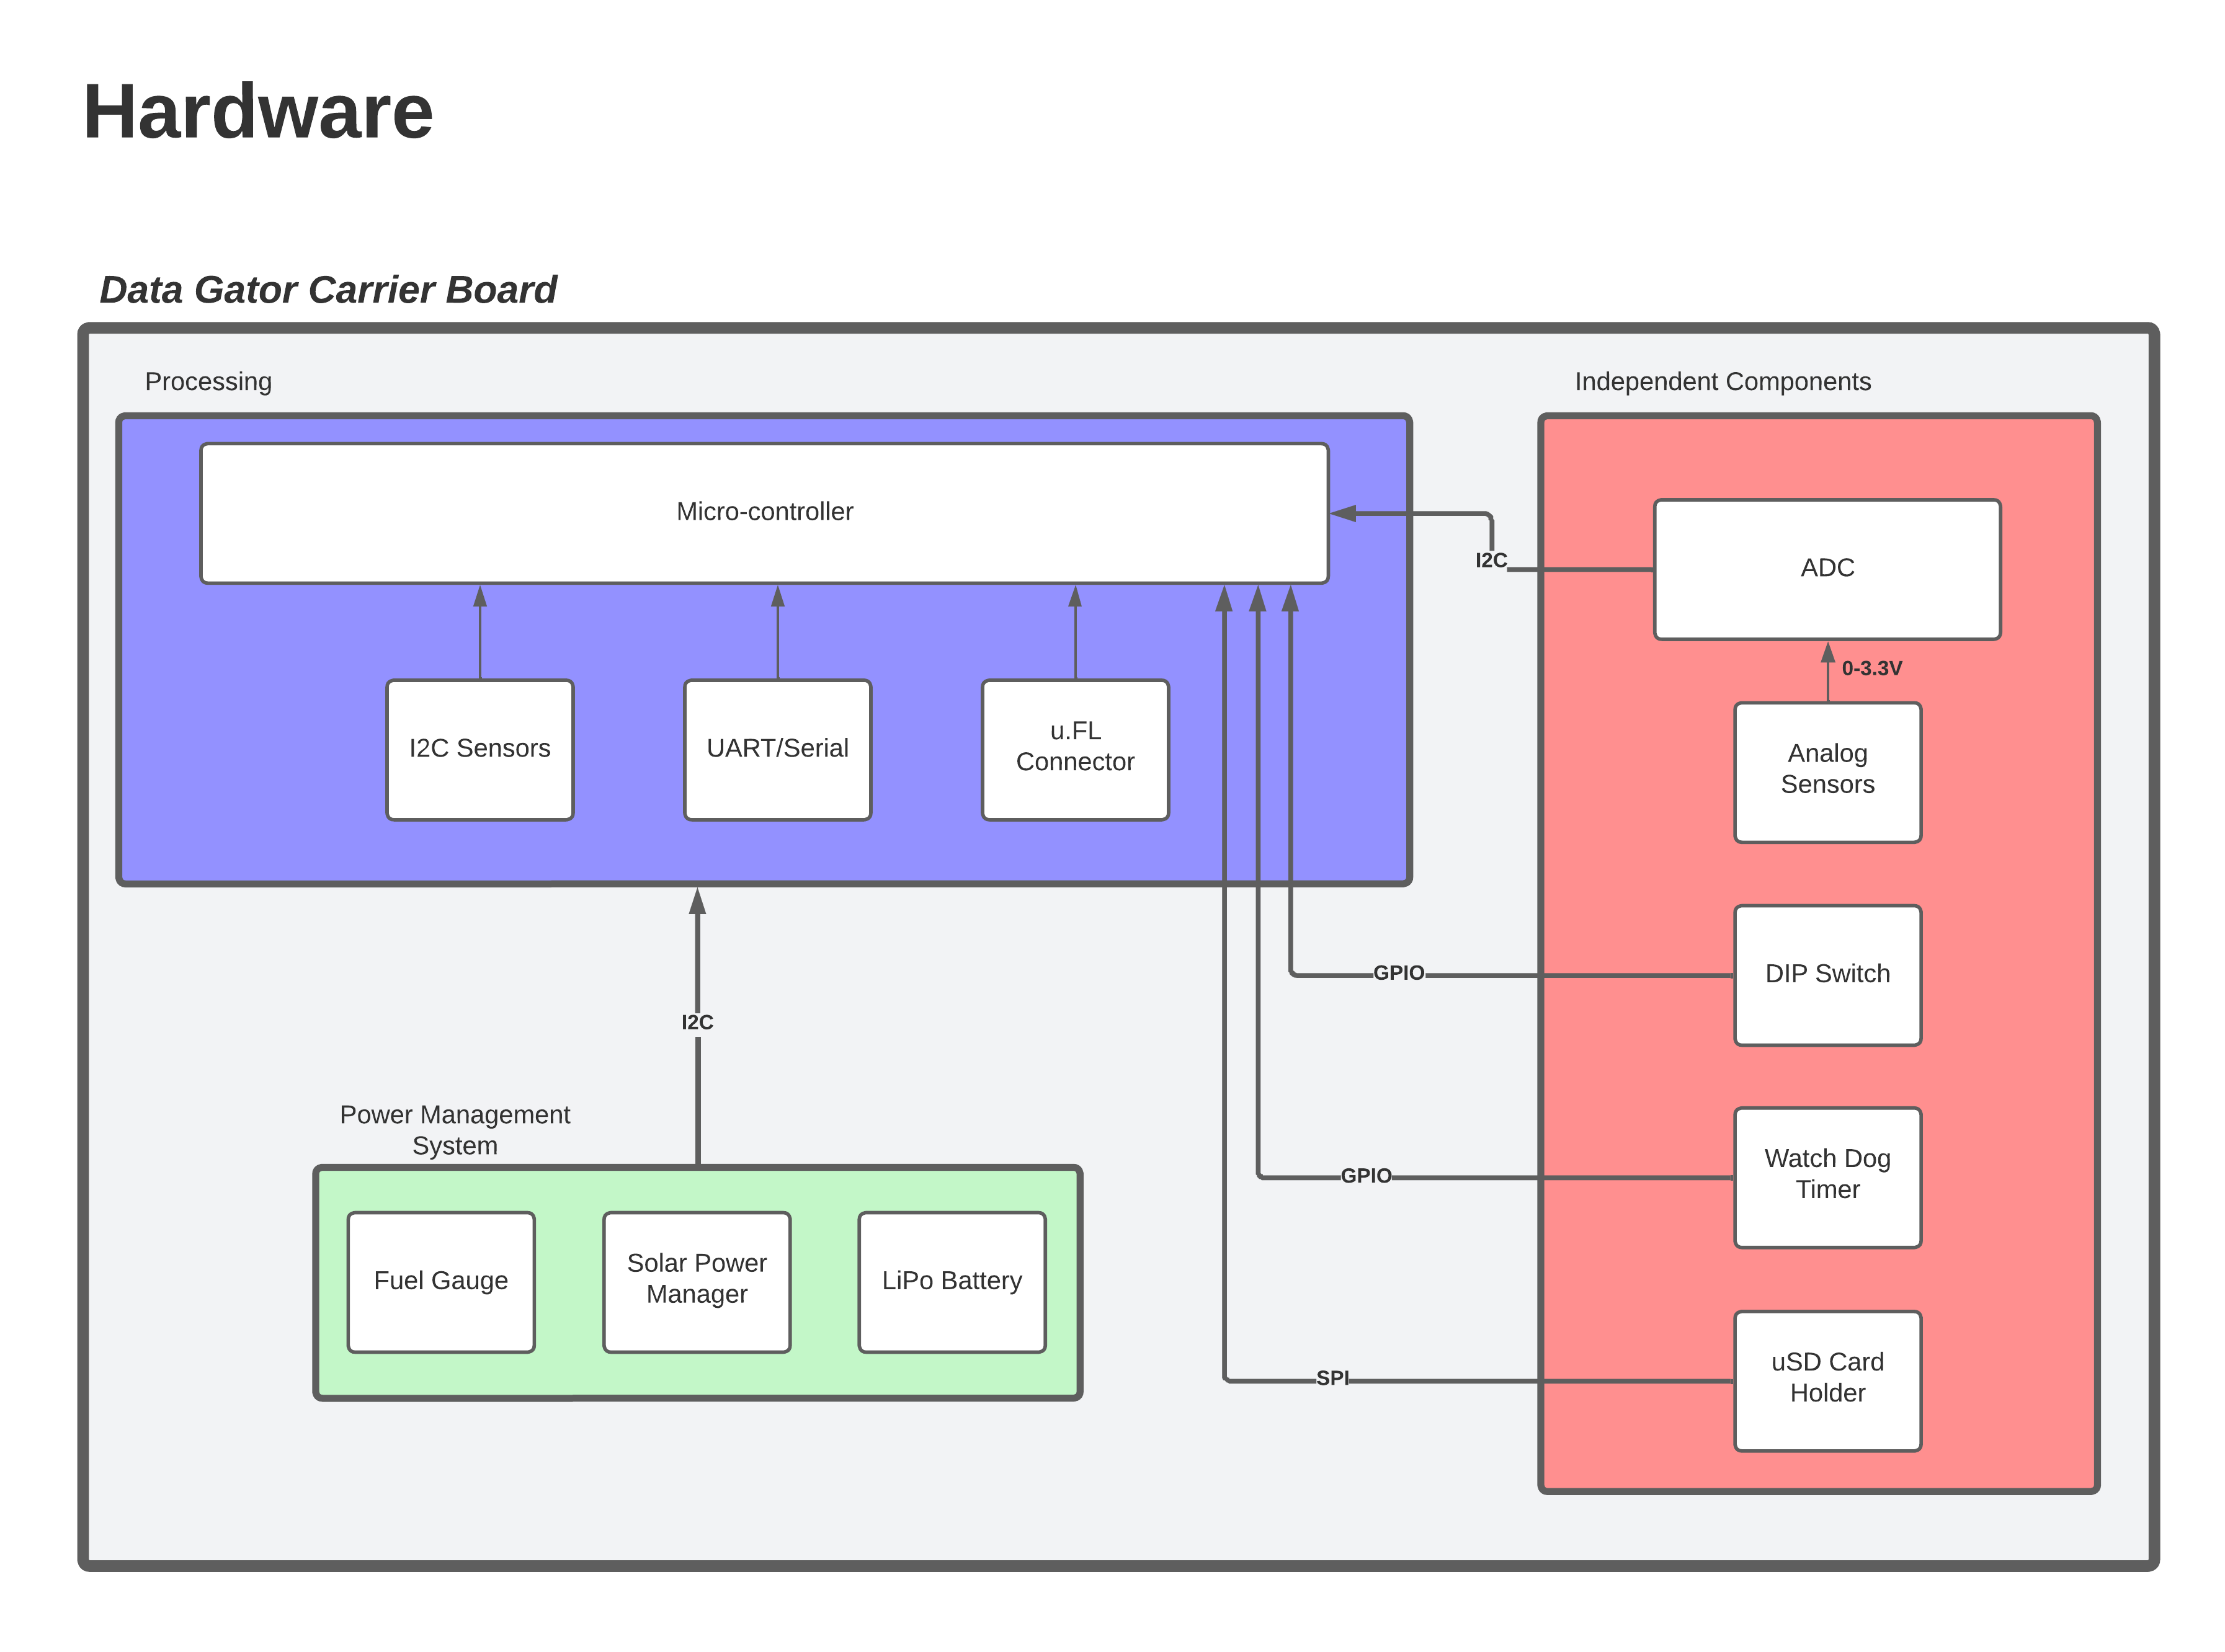 Hardware
Data Gator Carrier Board
Processing
Independent Components
Micro-controller
I2C
ADC
0-3.3V
I2C Sensors
UART/Serial
u.FL
Connector
Analog
Sensors
GPIO
DIP Switch
I2C
Power Management
System
GPIO
Watch Dog
Timer
Fuel Gauge
Solar Power
Manager
LiPo Battery
SPI
uSD Card
Holder